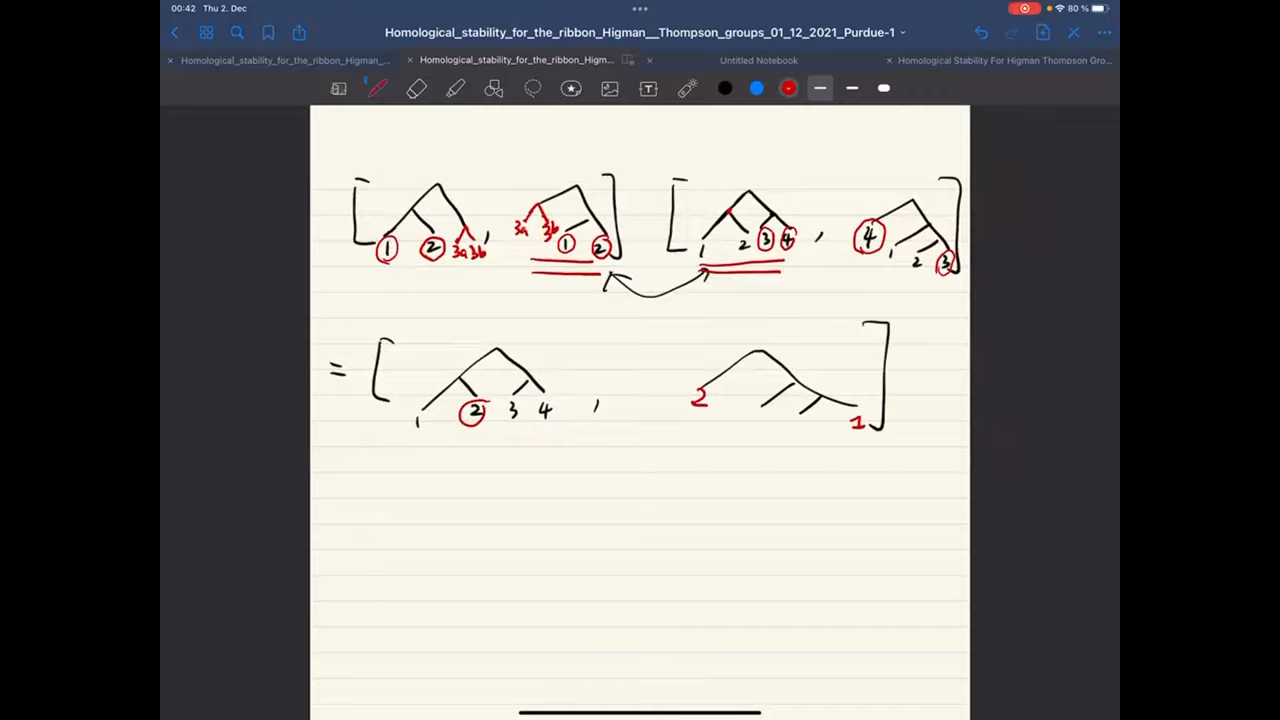 00:42 Thu 2. Dec 80 %
Homological_stability_for_the_ribbon_Higman__Thompson_groups_01_12_2021_Purdue-1
Homological_stability_for_the_ribbon_Higman_... Homological_stability_for_the_ribbon_Higm... Untitled Notebook Homological Stability For Higman Thompson Gro...
T
[ 1 2 3a 3b , 3a 3b 1 2 ] [ 1 2 3 4 , 4 1 2 3 ]
= [ 1 2 3 4 , 2 1 ]